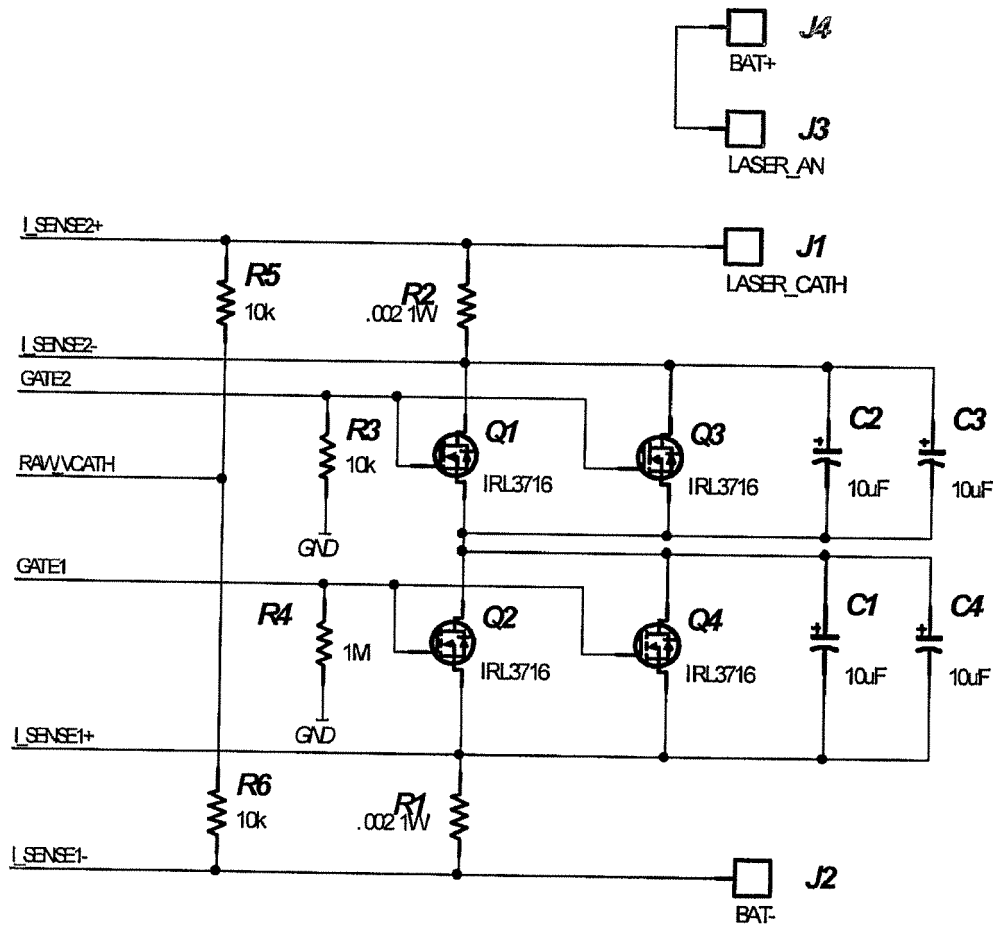 J4
BAT+
J3
LASER_AN
I_SENSE2+
J1
LASER_CATH
R5
10k
R2
.002 1W
I_SENSE2-
GATE2
R3
10k
Q1
IRL3716
Q3
IRL3716
C2
10uF
C3
10uF
RAW_VCATH
GND
GATE1
R4
1M
Q2
IRL3716
Q4
IRL3716
C1
10uF
C4
10uF
GND
I_SENSE1+
R6
10k
R1
.002 1W
I_SENSE1-
J2
BAT-